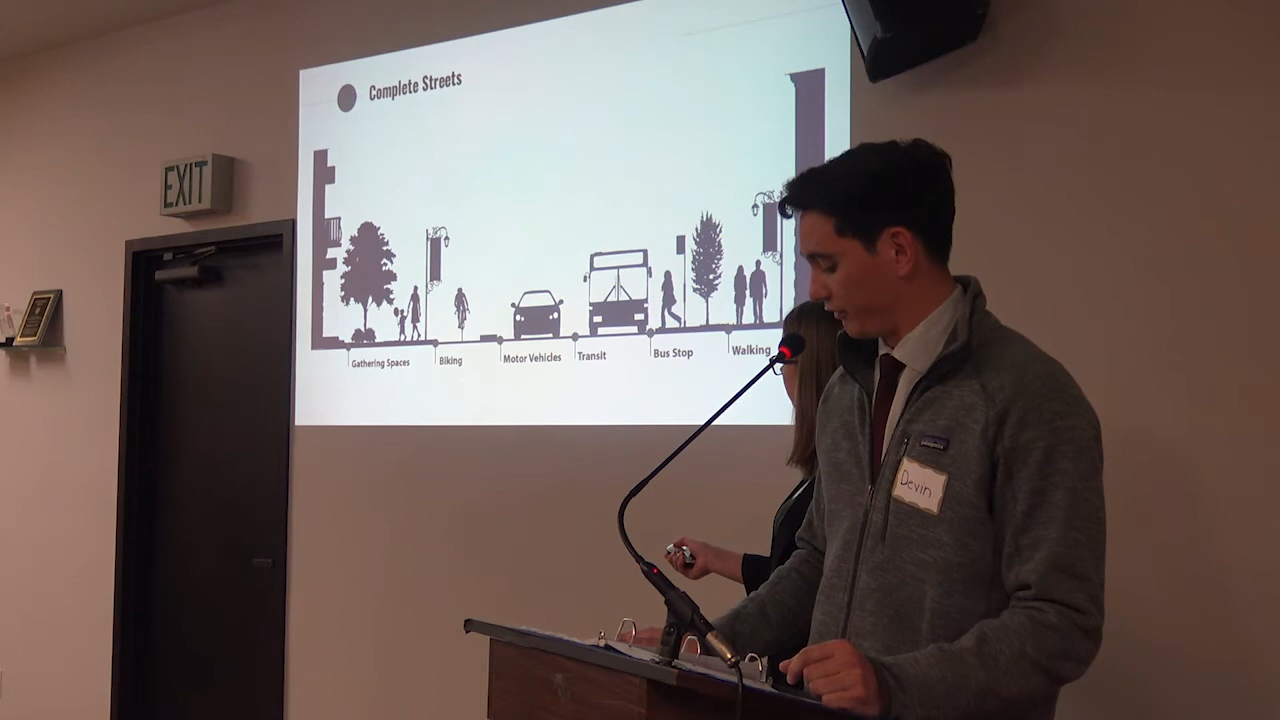 Complete Streets
EXIT
Gathering Spaces
Biking
Motor Vehicles
Transit
Bus Stop
Walking
Devin